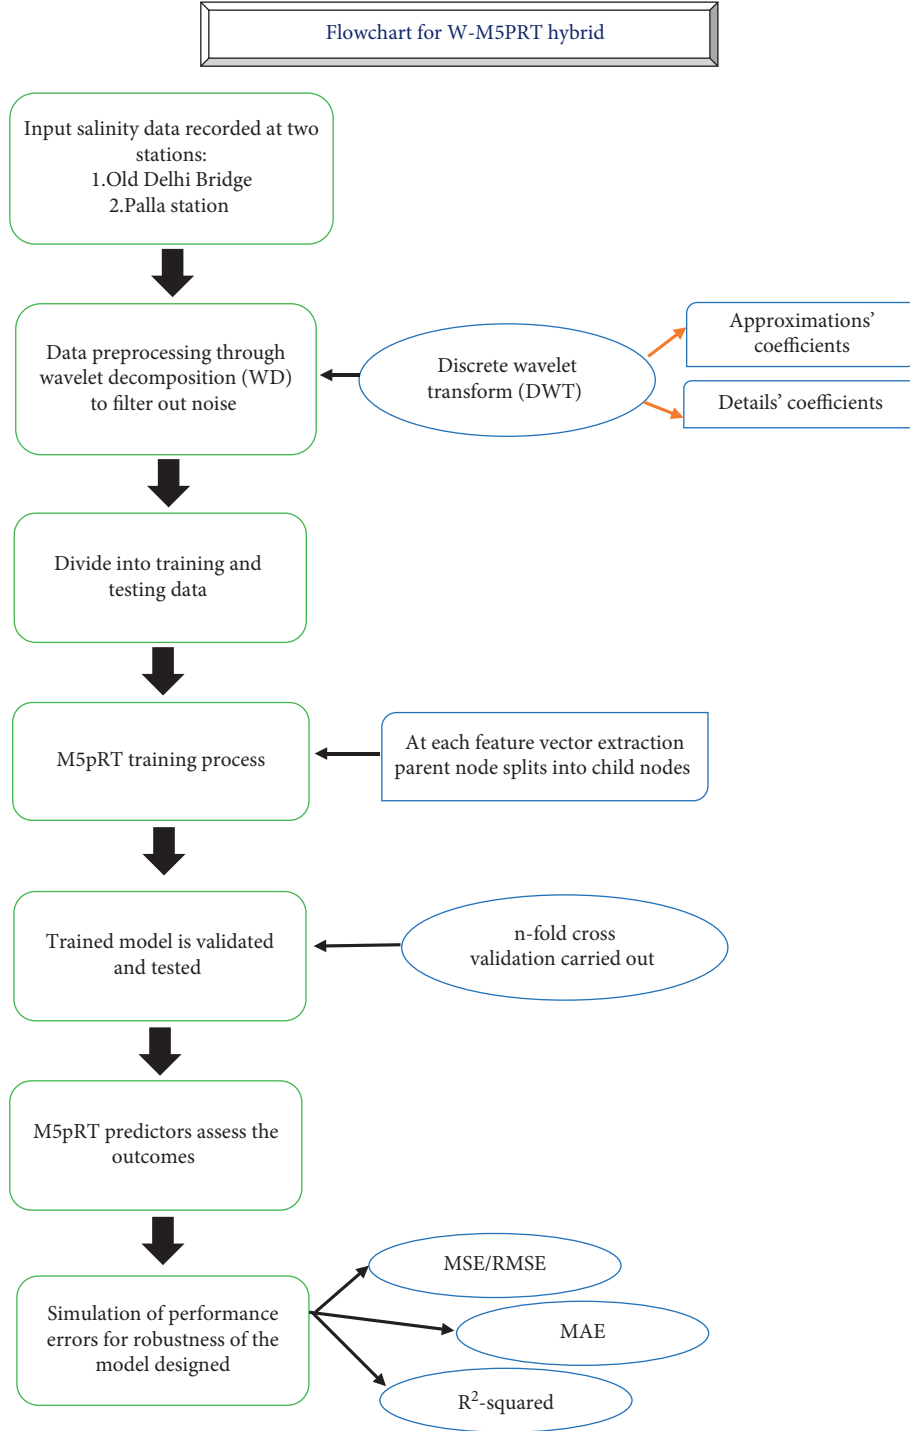 Flowchart for W-M5PRT hybrid
Input salinity data recorded at two
stations:
1.Old Delhi Bridge
2.Palla station
Data preprocessing through
wavelet decomposition (WD)
to filter out noise
Discrete wavelet
transform (DWT)
Approximations’
coefficients
Details’ coefficients
Divide into training and
testing data
M5pRT training process
At each feature vector extraction
parent node splits into child nodes
Trained model is validated
and tested
n-fold cross
validation carried out
M5pRT predictors assess the
outcomes
Simulation of performance
errors for robustness of the
model designed
MSE/RMSE
MAE
R²-squared